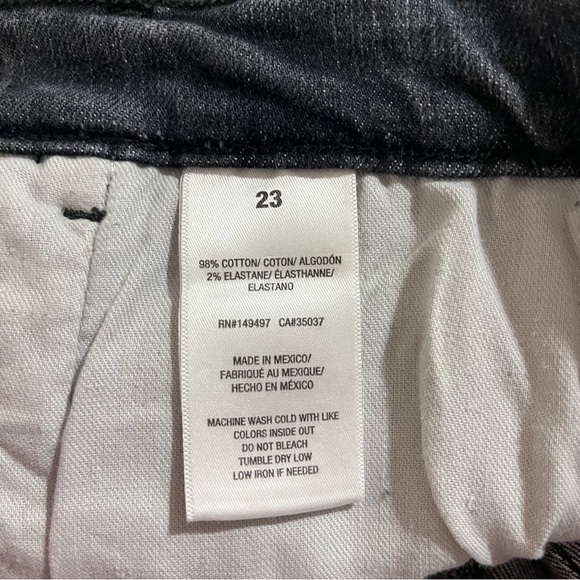 23
98% COTTON/ COTON/ ALGODÓN
2% ELASTANE/ ÉLASTHANNE/
ELASTANO
RN#149497 CA#35037
MADE IN MEXICO/
FABRIQUÉ AU MEXIQUE/
HECHO EN MÉXICO
MACHINE WASH COLD WITH LIKE
COLORS INSIDE OUT
DO NOT BLEACH
TUMBLE DRY LOW
LOW IRON IF NEEDED